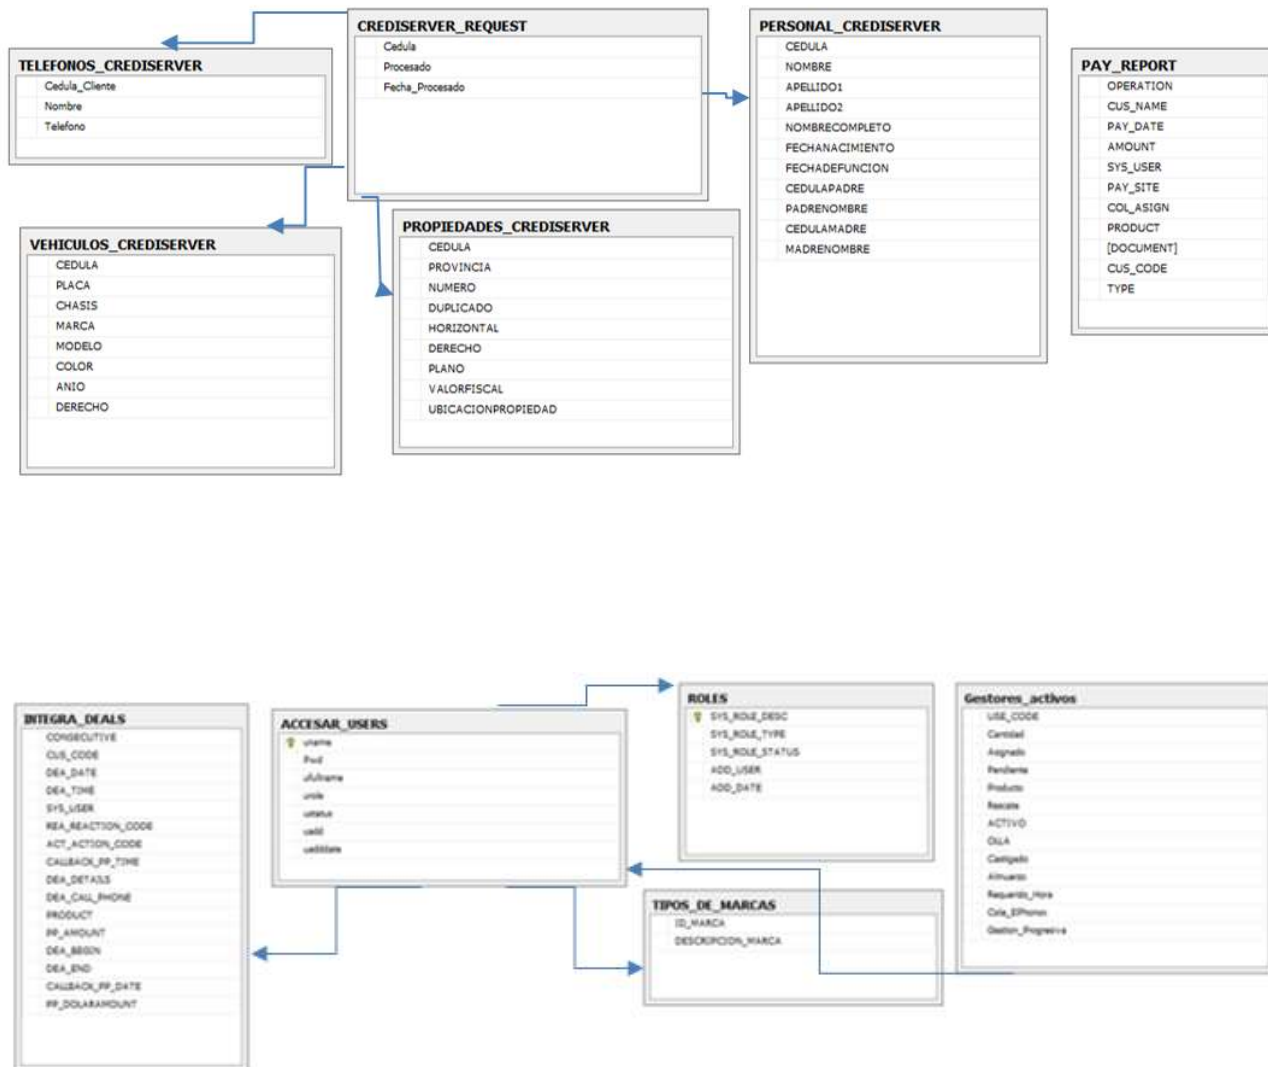 CREDISERVER_REQUEST
Cedula
Procesado
Fecha_Procesado
PERSONAL_CREDISERVER
CEDULA
NOMBRE
APELLIDO1
APELLIDO2
NOMBRECOMPLETO
FECHANACIMIENTO
FECHADEFUNCION
CEDULAPADRE
PADRENOMBRE
CEDULAMADRE
MADRENOMBRE
TELEFONOS_CREDISERVER
Cedula_Cliente
Nombre
Telefono
PAY_REPORT
OPERATION
CUS_NAME
PAY_DATE
AMOUNT
SYS_USER
PAY_SITE
COL_ASIGN
PRODUCT
[DOCUMENT]
CUS_CODE
TYPE
VEHICULOS_CREDISERVER
CEDULA
PLACA
CHASIS
MARCA
MODELO
COLOR
ANIO
DERECHO
PROPIEDADES_CREDISERVER
CEDULA
PROVINCIA
NUMERO
DUPLICADO
HORIZONTAL
DERECHO
PLANO
VALORFISCAL
UBICACIONPROPIEDAD
INTEGRA_DEALS
CONSECUTIVE
CUS_CODE
DEA_DATE
DEA_TIME
SYS_USER
REA_REACTION_CODE
ACT_ACTION_CODE
CALLBACK_PP_TIME
DEA_DETAILS
DEA_CALL_PHONE
PRODUCT
PP_AMOUNT
DEA_BEGIN
DEA_END
CALLBACK_PP_DATE
PP_DOLARAMOUNT
ACCESAR_USERS
uname
Pwd
ufullname
urole
ustatus
uadd
uadddate
ROLES
SYS_ROLE_DESC
SYS_ROLE_TYPE
SYS_ROLE_STATUS
ADD_USER
ADD_DATE
TIPOS_DE_MARCAS
ID_MARCA
DESCRIPCION_MARCA
Gestores_activos
USE_CODE
Cantidad
Asignado
Pendiente
Producto
Rescate
ACTIVO
OLLA
Castigado
Almuerzo
Requerido_Hora
Cola_ElPhonos
Gestion_Progresiva